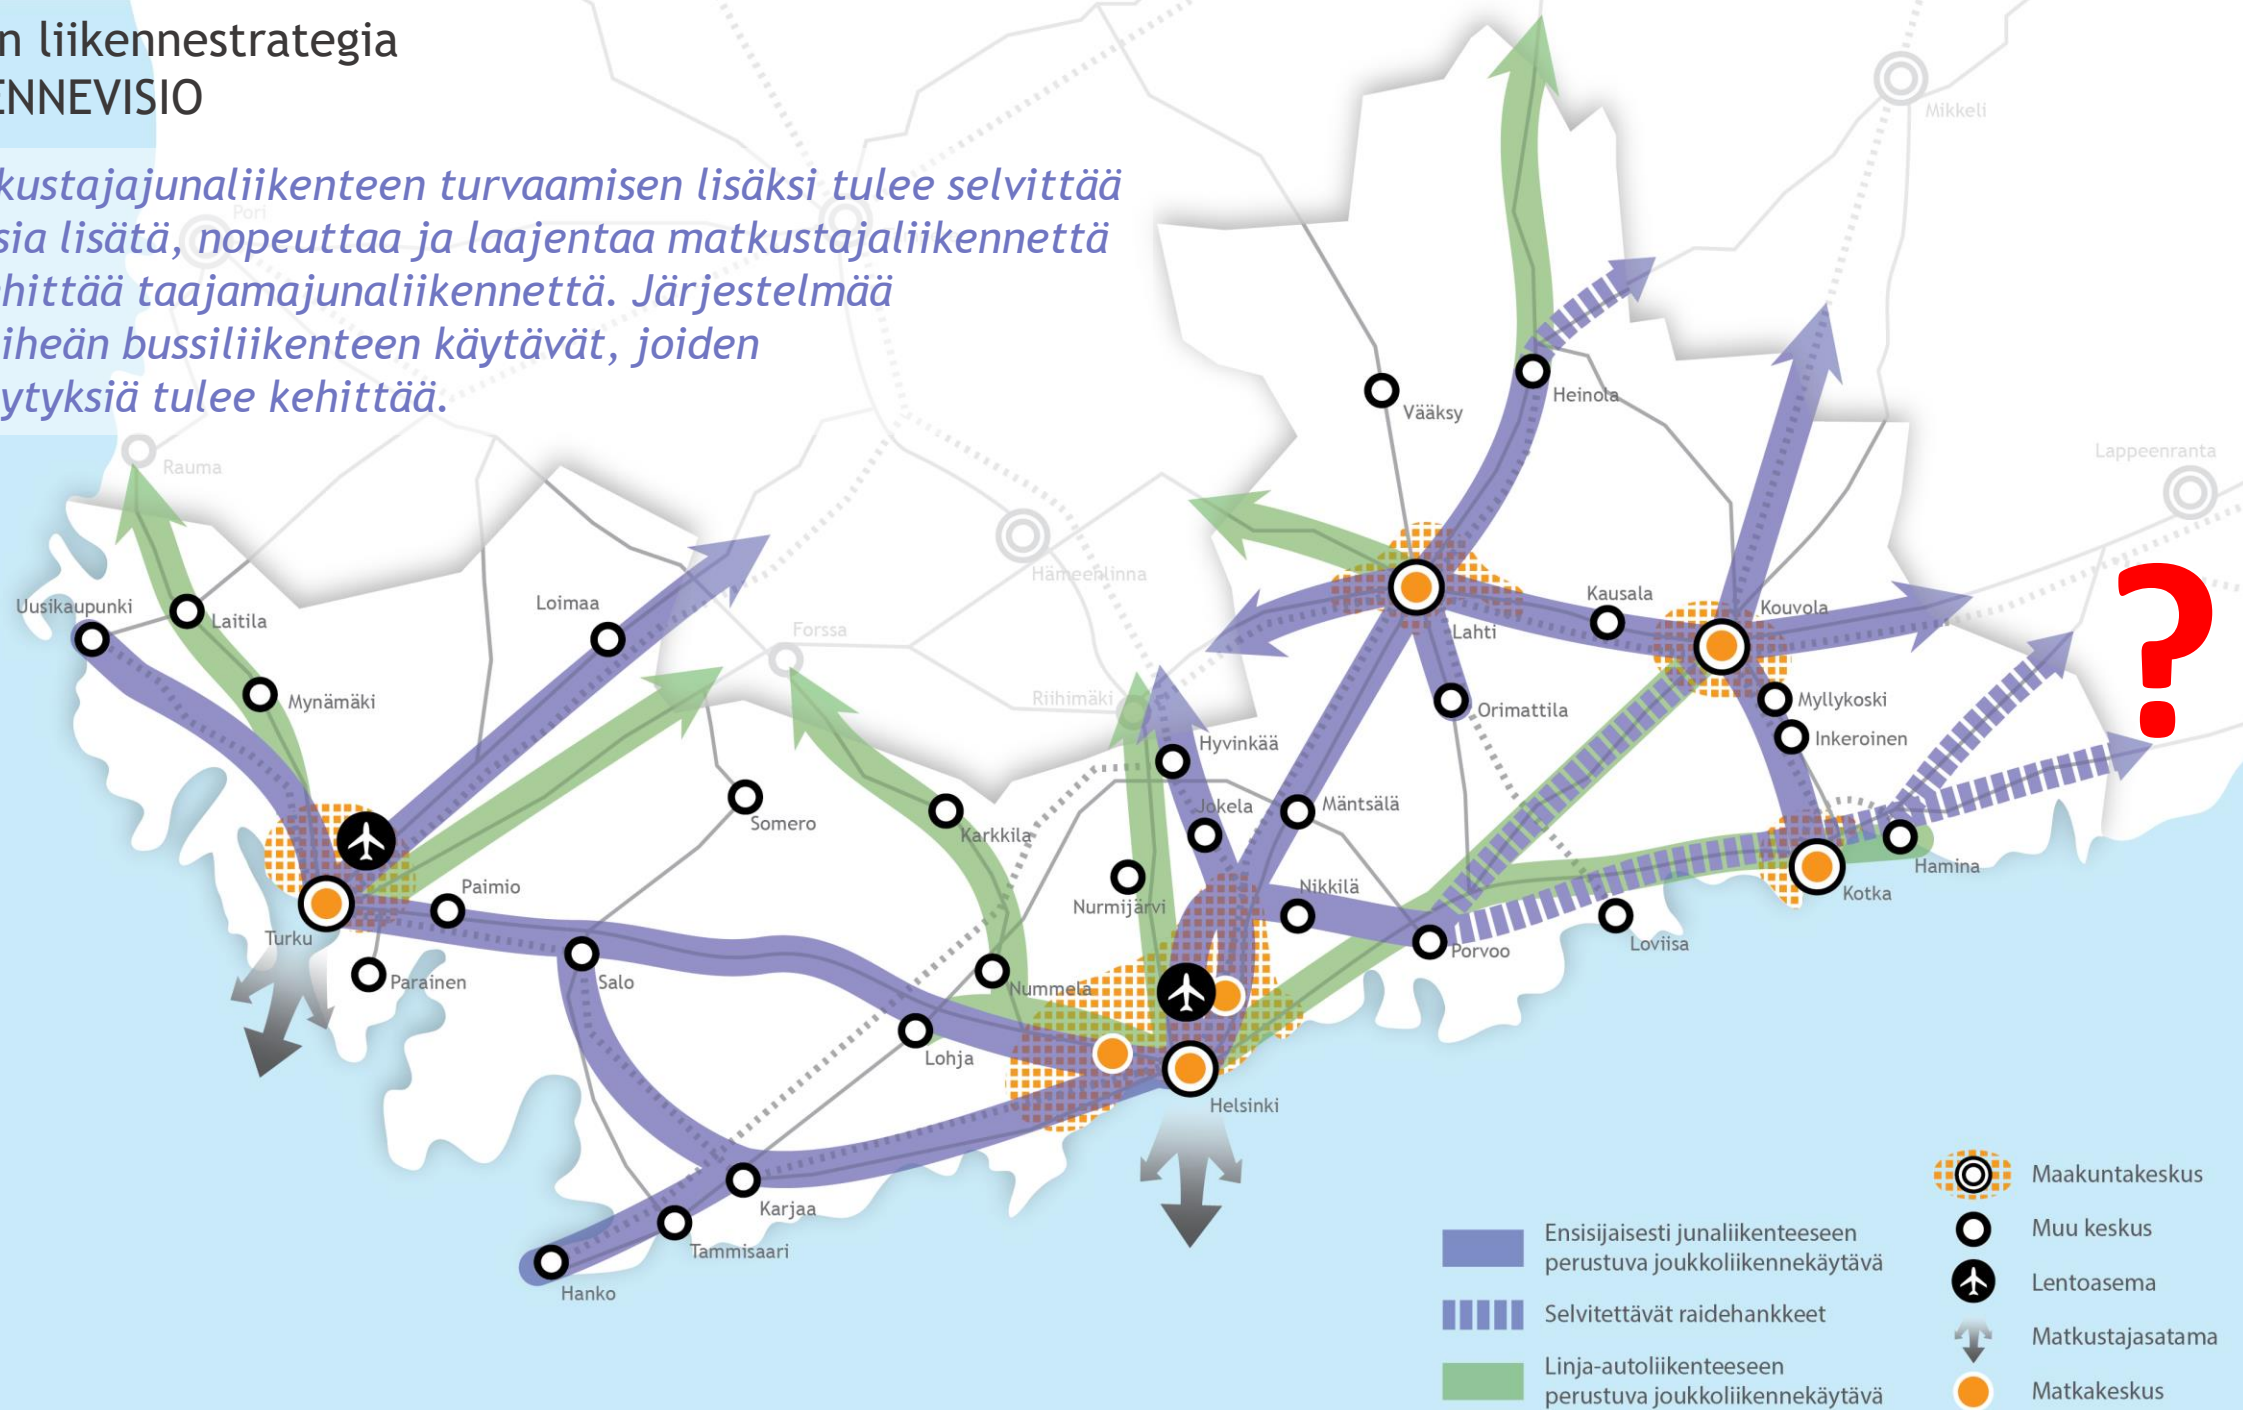 n liikennestrategia
ENNEVISIO
kustajajunaliikenteen turvaamisen lisäksi tulee selvittää
sia lisätä, nopeuttaa ja laajentaa matkustajaliikennettä
hittää taajamajunaliikennettä. Järjestelmää
iheän bussiliikenteen käytävät, joiden
ytyksiä tulee kehittää.
Mikkeli
Pori
Rauma
Vääksy
Heinola
Lappeenranta
Hämeenlinna
Uusikaupunki
Laitila
Loimaa
Forssa
Lahti
Kausala
Kouvola
?
Mynämäki
Riihimäki
Orimattila
Myllykoski
Inkeroinen
Hyvinkää
Somero
Karkkila
Jokela
Mäntsälä
Hamina
Kotka
Paimio
Nurmijärvi
Nikkilä
Loviisa
Porvoo
Turku
Parainen
Salo
Nummela
Lohja
Helsinki
Karjaa
Tammisaari
Hanko
Ensisijaisesti junaliikenteeseen
perustuva joukkoliikennekäytävä
Selvitettävät raidehankkeet
Linja-autoliikenteeseen
perustuva joukkoliikennekäytävä
Maakuntakeskus
Muu keskus
Lentoasema
Matkustajasatama
Matkakeskus